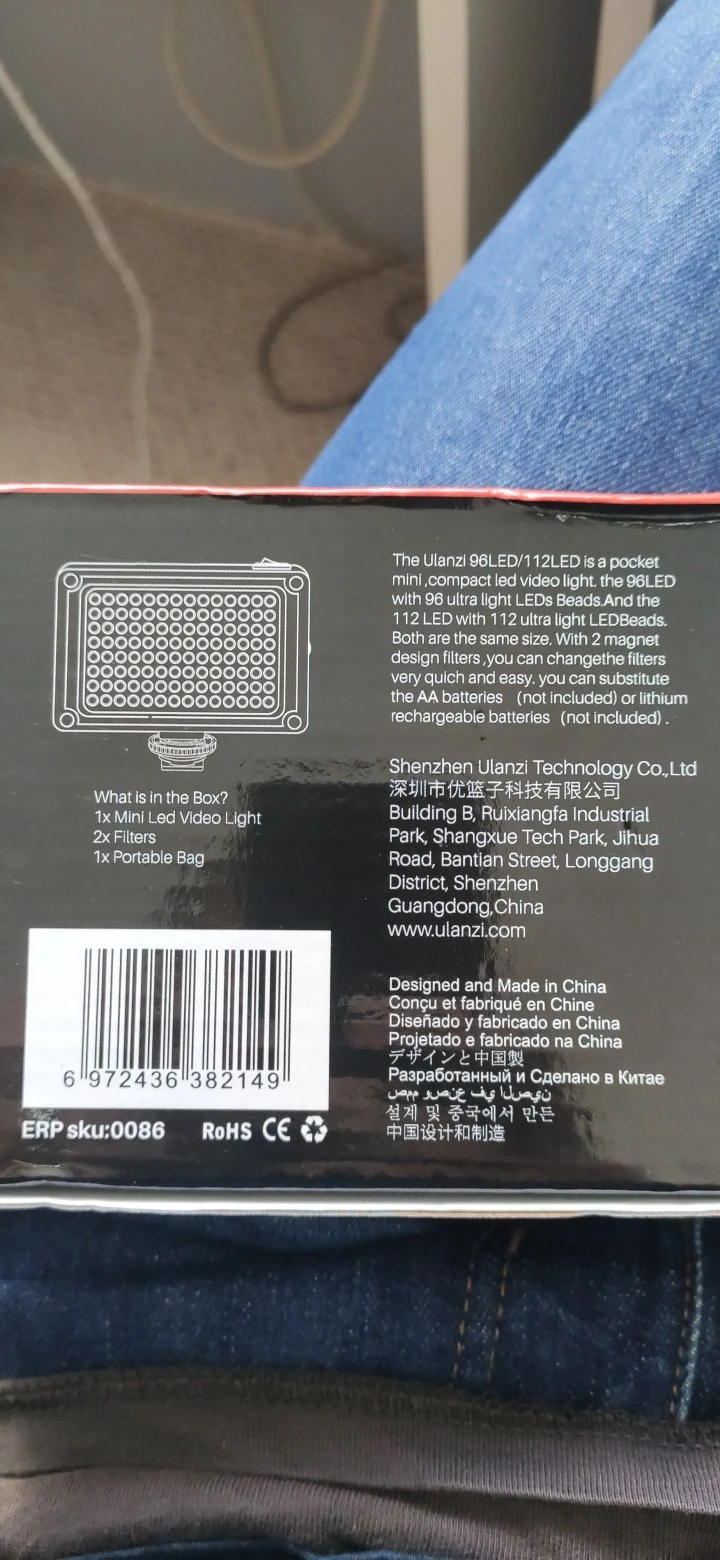 The Ulanzi 96LED/112LED is a pocket
mini ,compact led video light. the 96LED
with 96 ultra light LEDs Beads.And the
112 LED with 112 ultra light LEDBeads.
Both are the same size. With 2 magnet
design filters ,you can changethe filters
very quich and easy. you can substitute
the AA batteries (not included) or lithium
rechargeable batteries (not included) .
What is in the Box?
1x Mini Led Video Light
2x Filters
1x Portable Bag
Shenzhen Ulanzi Technology Co.,Ltd
深圳市优篮子科技有限公司
Building B, Ruixiangfa Industrial
Park, Shangxue Tech Park, Jihua
Road, Bantian Street, Longgang
District, Shenzhen
Guangdong,China
www.ulanzi.com
6 972436 382149
ERP sku:0086 RoHS CE
Designed and Made in China
Conçu et fabriqué en Chine
Diseñado y fabricado en China
Projetado e fabricado na China
デザインと中国製
Разработанный и Сделано в Китае
صمم وصنع في الصين
설계 및 중국에서 만든
中国设计和制造